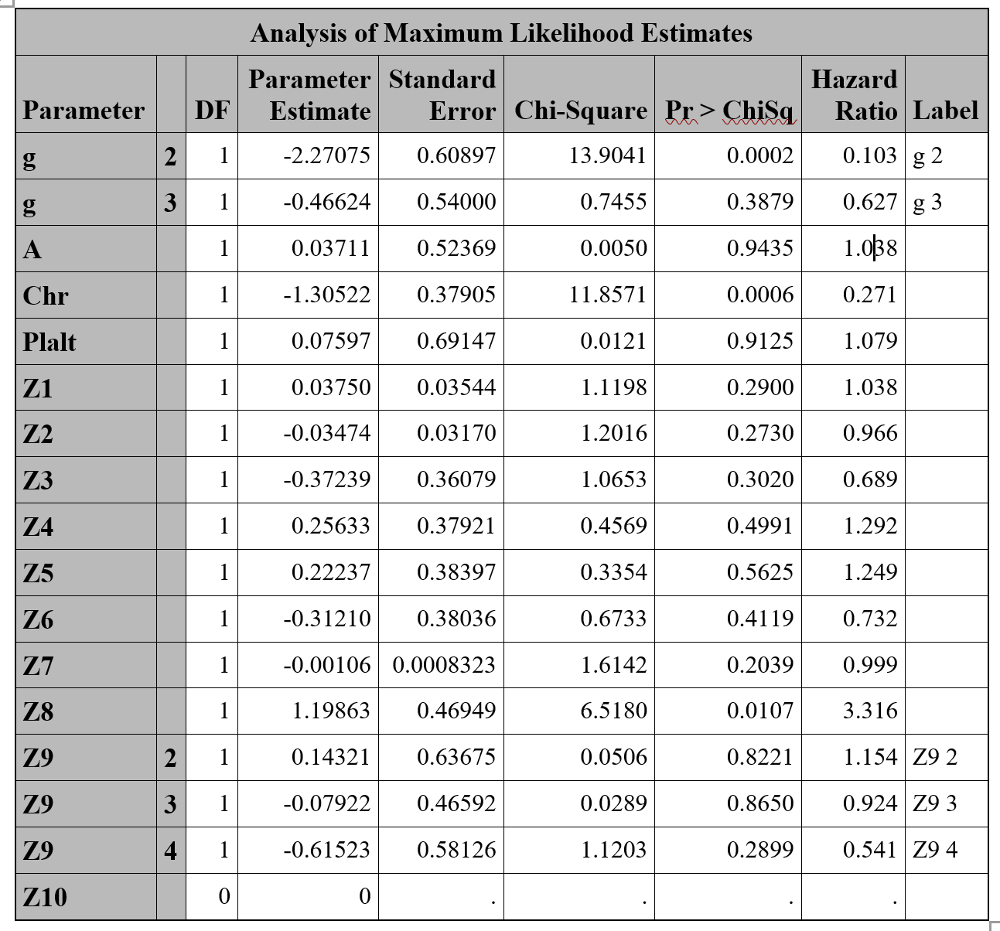 Analysis of Maximum Likelihood Estimates
Parameter DF Parameter Estimate Standard Error Chi-Square Pr > ChiSq Hazard Ratio Label
g 2 1 -2.27075 0.60897 13.9041 0.0002 0.103 g 2
g 3 1 -0.46624 0.54000 0.7455 0.3879 0.627 g 3
A 1 0.03711 0.52369 0.0050 0.9435 1.038
Chr 1 -1.30522 0.37905 11.8571 0.0006 0.271
Plalt 1 0.07597 0.69147 0.0121 0.9125 1.079
Z1 1 0.03750 0.03544 1.1198 0.2900 1.038
Z2 1 -0.03474 0.03170 1.2016 0.2730 0.966
Z3 1 -0.37239 0.36079 1.0653 0.3020 0.689
Z4 1 0.25633 0.37921 0.4569 0.4991 1.292
Z5 1 0.22237 0.38397 0.3354 0.5625 1.249
Z6 1 -0.31210 0.38036 0.6733 0.4119 0.732
Z7 1 -0.00106 0.0008323 1.6142 0.2039 0.999
Z8 1 1.19863 0.46949 6.5180 0.0107 3.316
Z9 2 1 0.14321 0.63675 0.0506 0.8221 1.154 Z9 2
Z9 3 1 -0.07922 0.46592 0.0289 0.8650 0.924 Z9 3
Z9 4 1 -0.61523 0.58126 1.1203 0.2899 0.541 Z9 4
Z10 0 0 . . . .